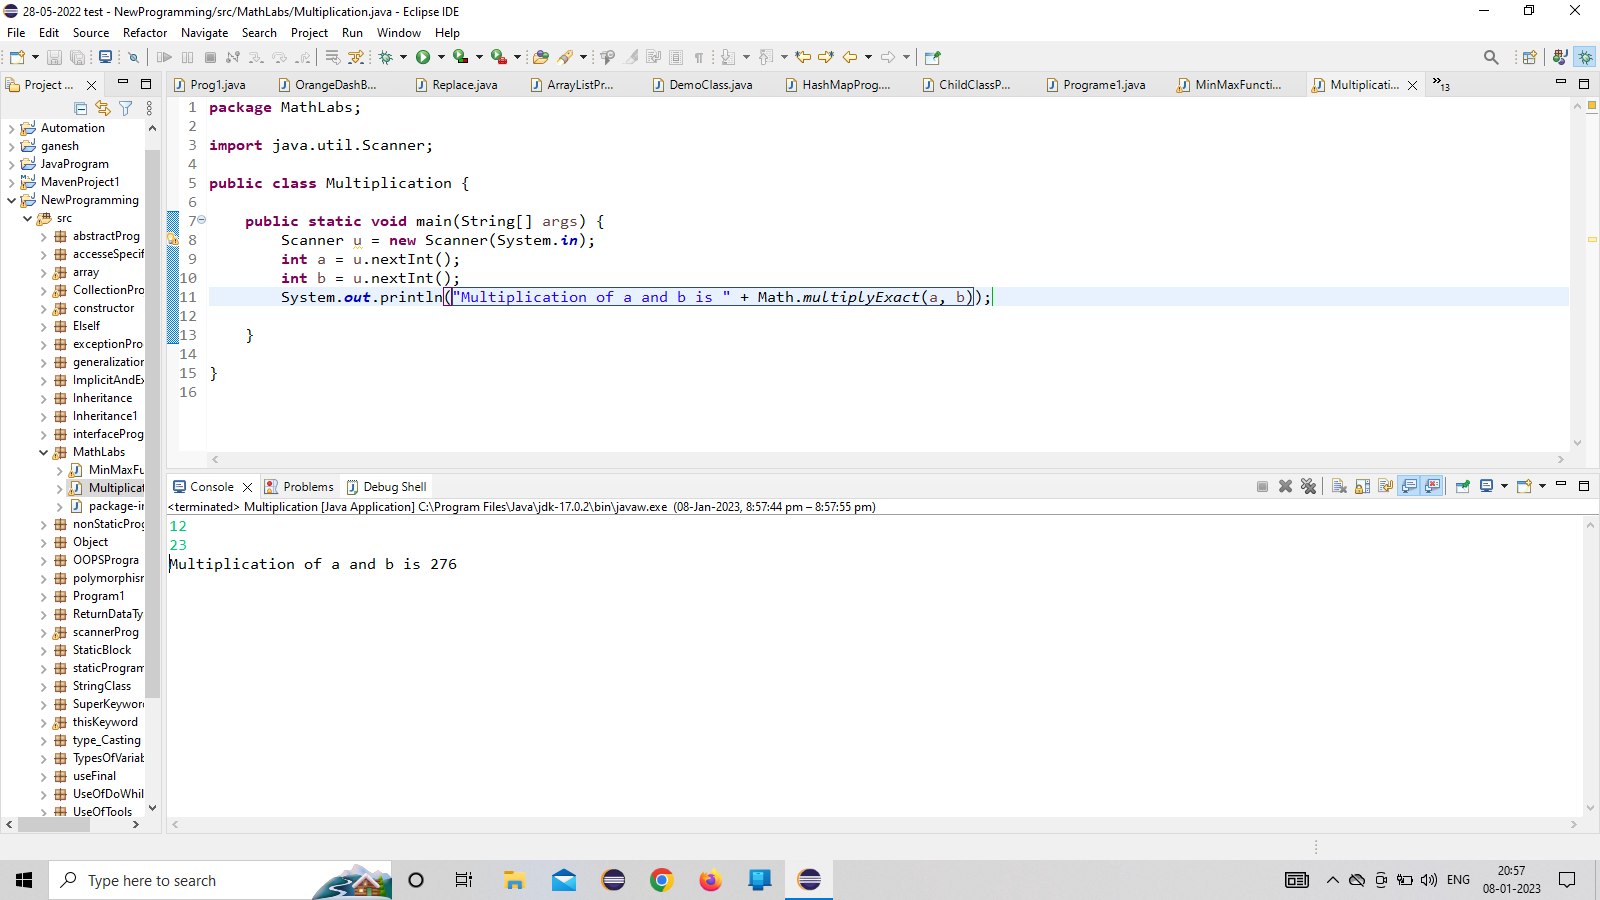 28-05-2022 test - NewProgramming/src/MathLabs/Multiplication.java - Eclipse IDE
File Edit Source Refactor Navigate Search Project Run Window Help
Project ...
Prog1.java
OrangeDashB...
Replace.java
ArrayListPr...
DemoClass.java
HashMapProg....
ChildClassP...
Programe1.java
MinMaxFuncti...
Multiplicati...
13
Automation
ganesh
JavaProgram
MavenProject1
NewProgramming
src
abstractProg
accesseSpecif
array
CollectionPro
constructor
ElseIf
exceptionPro
generalization
ImplicitAndEx
Inheritance
Inheritance1
interfaceProg
MathLabs
MinMaxFu
Multiplicat
package-in
nonStaticProg
Object
OOPSProgra
polymorphism
Program1
ReturnDataTy
scannerProg
StaticBlock
staticProgram
StringClass
SuperKeyword
thisKeyword
type_Casting
TypesOfVariab
useFinal
UseOfDoWhil
UseOfTools
1 package MathLabs;
2
3 import java.util.Scanner;
4
5 public class Multiplication {
6
7 public static void main(String[] args) {
8 Scanner u = new Scanner(System.in);
9 int a = u.nextInt();
10 int b = u.nextInt();
11 System.out.println("Multiplication of a and b is " + Math.multiplyExact(a, b));
12
13 }
14
15 }
16
Console
Problems
Debug Shell
<terminated> Multiplication [Java Application] C:\Program Files\Java\jdk-17.0.2\bin\javaw.exe (08-Jan-2023, 8:57:44 pm – 8:57:55 pm)
12
23
Multiplication of a and b is 276
Type here to search
ENG
20:57
08-01-2023